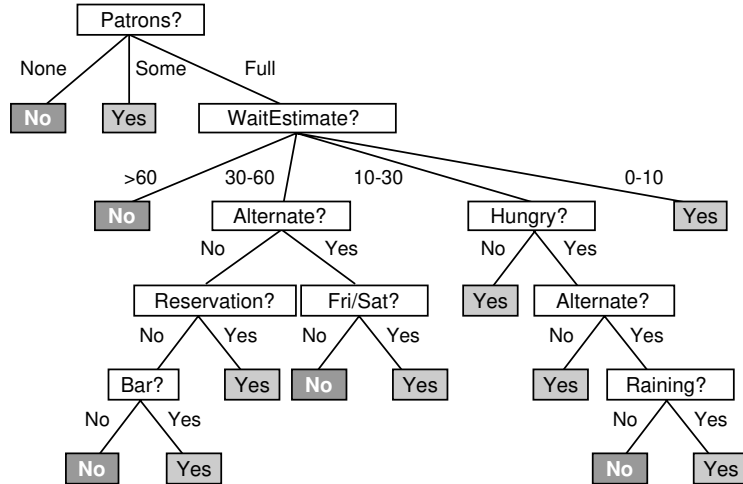 Patrons?
None Some Full
No Yes WaitEstimate?
>60 30-60 10-30 0-10
No Alternate? Hungry? Yes
No Yes No Yes
Reservation? Fri/Sat? Yes Alternate?
No Yes No Yes No Yes
Bar? Yes No Yes Yes Raining?
No Yes No Yes
No Yes No Yes